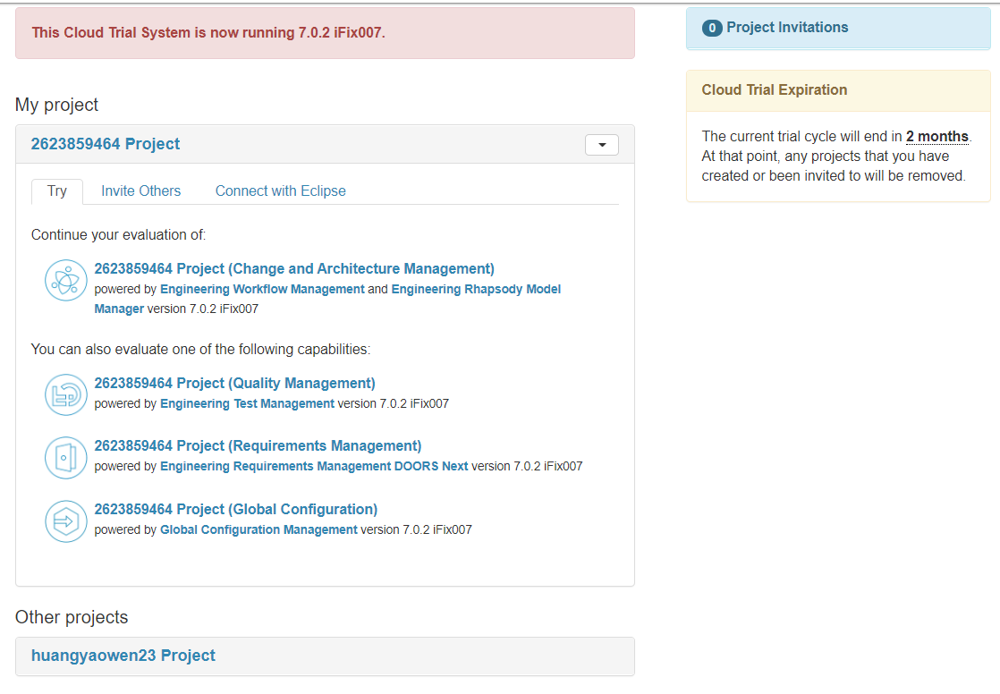 This Cloud Trial System is now running 7.0.2 iFix007.
My project
2623859464 Project
Try Invite Others Connect with Eclipse
Continue your evaluation of:
2623859464 Project (Change and Architecture Management)
powered by Engineering Workflow Management and Engineering Rhapsody Model
Manager version 7.0.2 iFix007
You can also evaluate one of the following capabilities:
2623859464 Project (Quality Management)
powered by Engineering Test Management version 7.0.2 iFix007
2623859464 Project (Requirements Management)
powered by Engineering Requirements Management DOORS Next version 7.0.2 iFix007
2623859464 Project (Global Configuration)
powered by Global Configuration Management version 7.0.2 iFix007
Other projects
huangyaowen23 Project
0 Project Invitations
Cloud Trial Expiration
The current trial cycle will end in 2 months.
At that point, any projects that you have
created or been invited to will be removed.